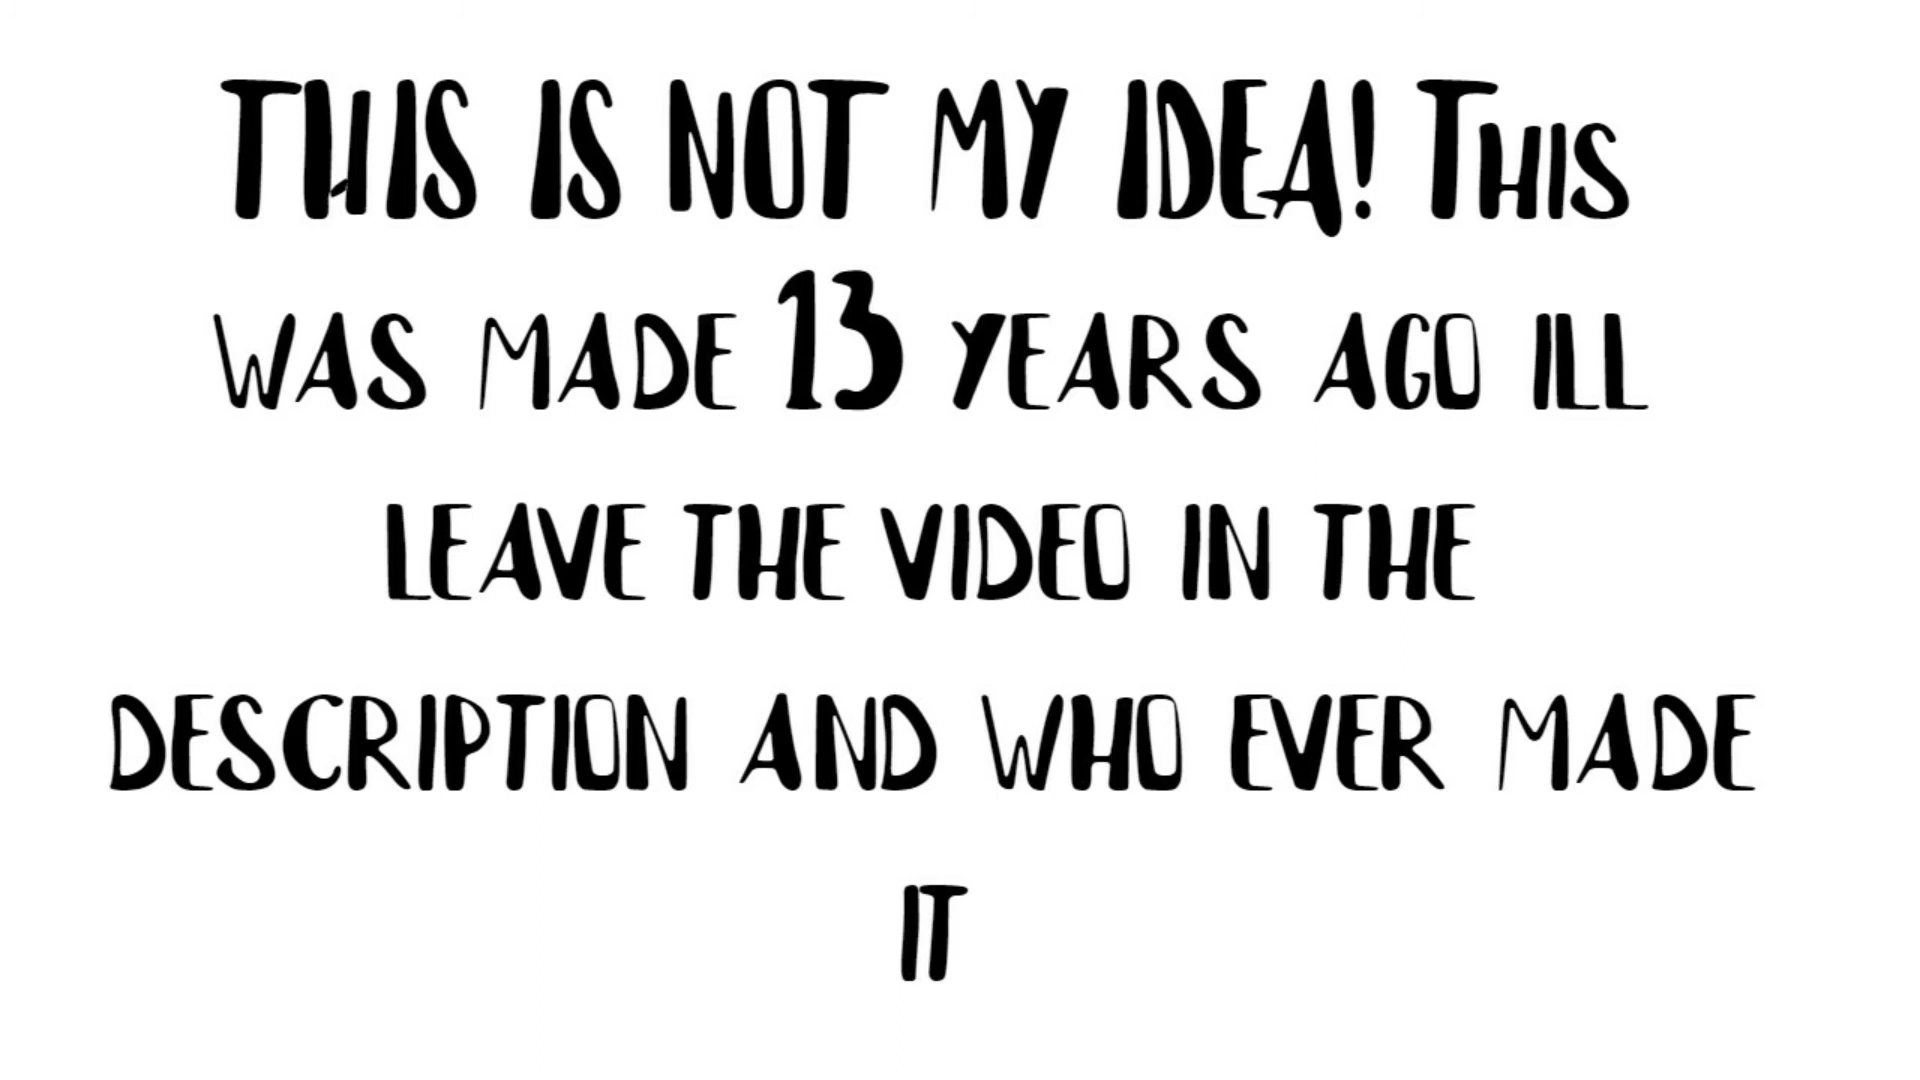 THIS IS NOT MY IDEA! This
was made 13 years ago ill
leave the video in the
description and who ever made
it